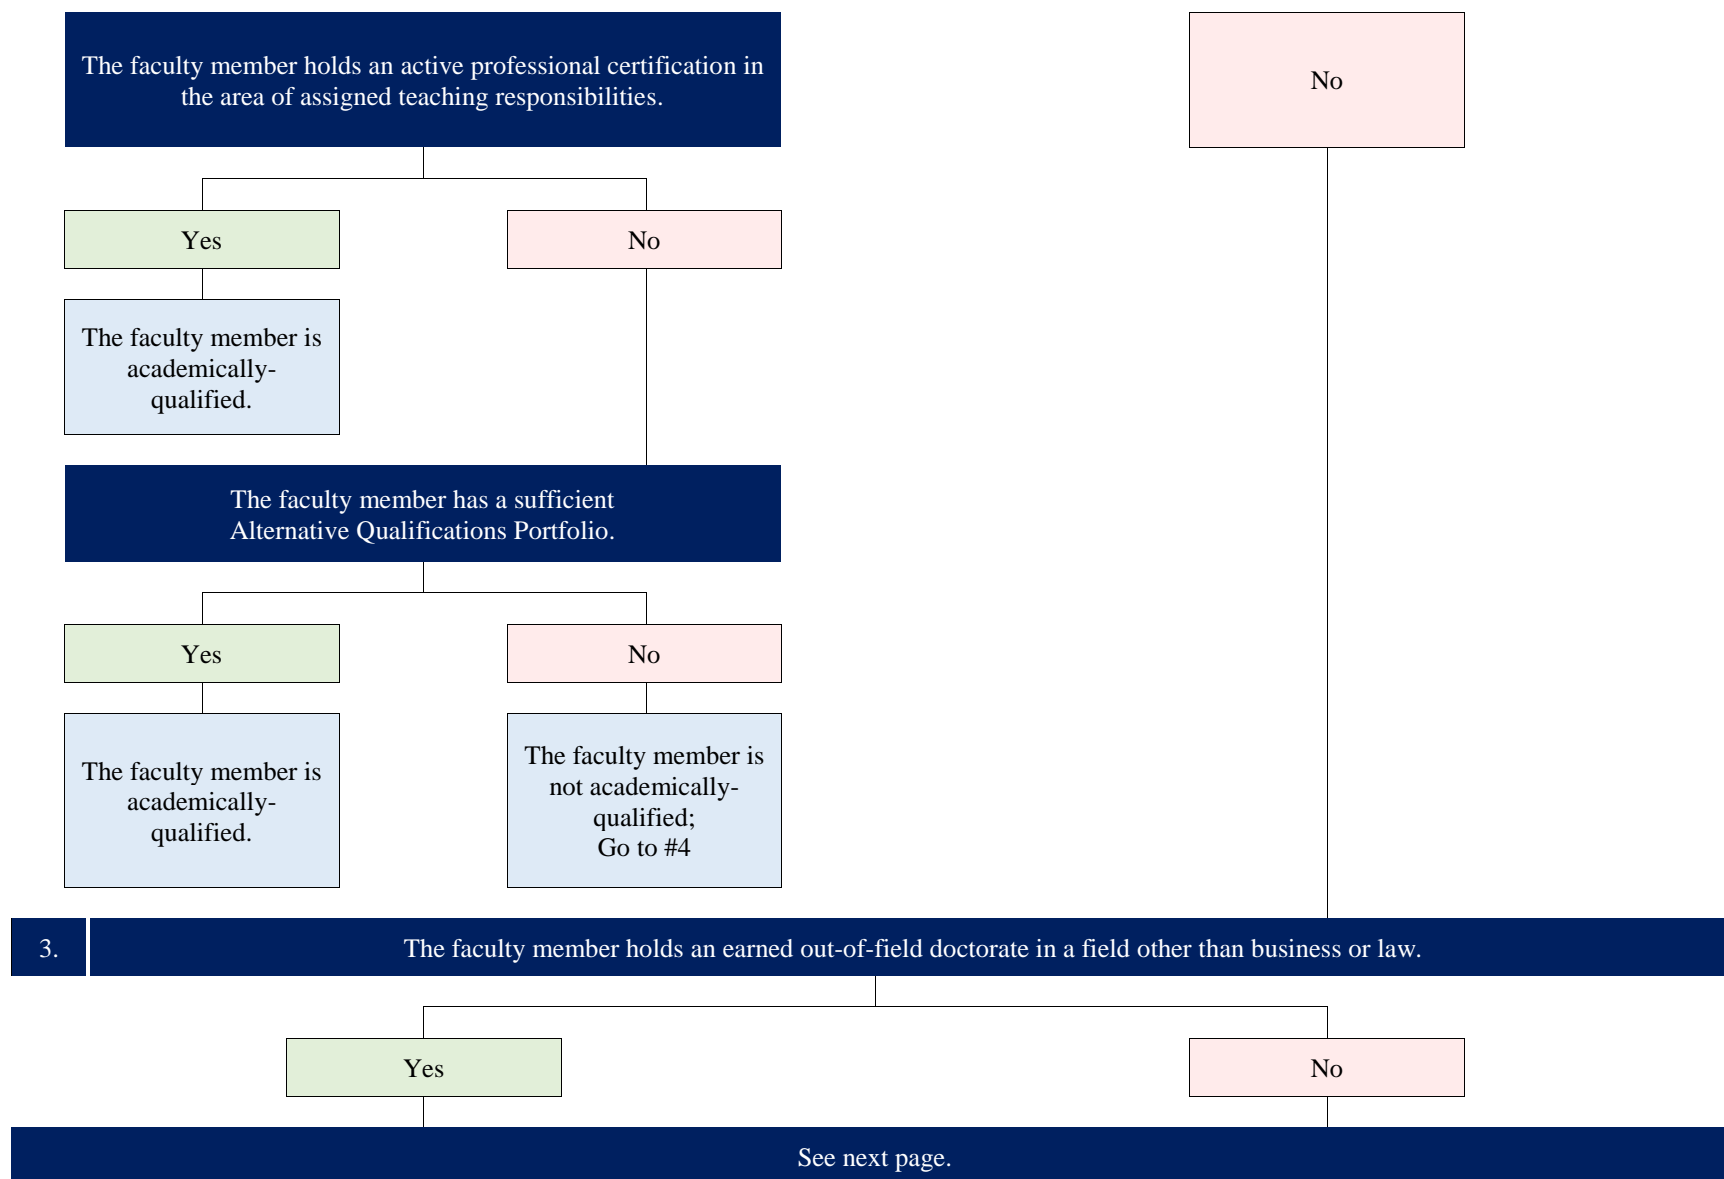 The faculty member holds an active professional certification in
the area of assigned teaching responsibilities.
No
Yes
No
The faculty member is
academically-
qualified.
The faculty member has a sufficient
Alternative Qualifications Portfolio.
Yes
No
The faculty member is
academically-
qualified.
The faculty member is
not academically-
qualified;
Go to #4
3.
The faculty member holds an earned out-of-field doctorate in a field other than business or law.
Yes
No
See next page.